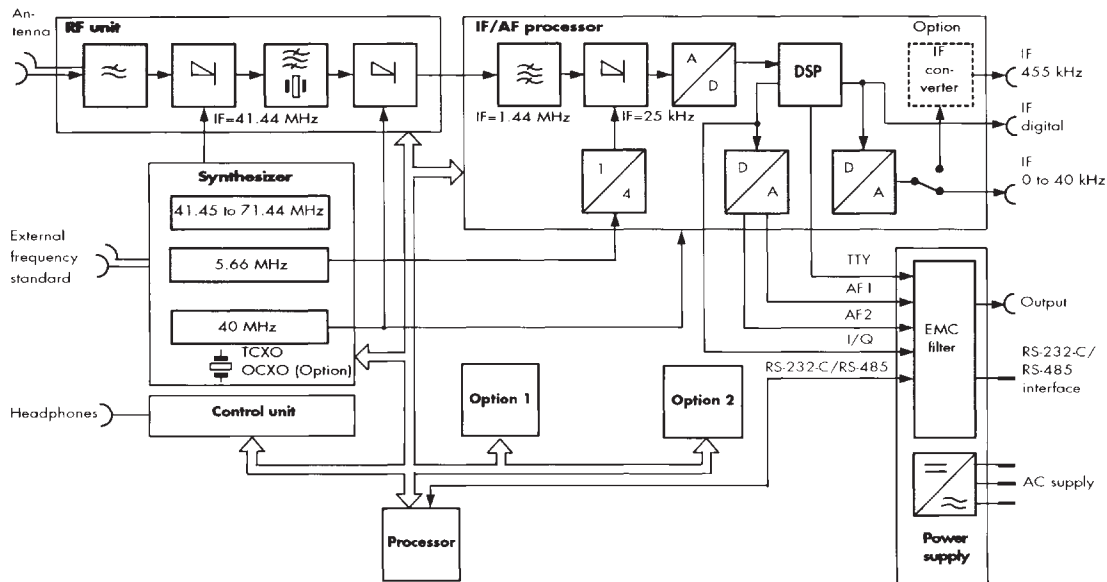 An-
tenna
RF unit
IF=41.44 MHz
IF/AF processor
IF=1.44 MHz
IF=25 kHz
A
D
DSP
1
4
D
A
D
A
Option
IF
con-
verter
IF
455 kHz
IF
digital
IF
0 to 40 kHz
Synthesizer
41.45 to 71.44 MHz
5.66 MHz
40 MHz
TCXO
OCXO (Option)
External
frequency
standard
Headphones
Control unit
Option 1
Option 2
Processor
TTY
AF1
AF2
I/Q
RS-232-C/RS-485
EMC
filter
Output
RS-232-C/
RS-485
interface
AC supply
Power
supply